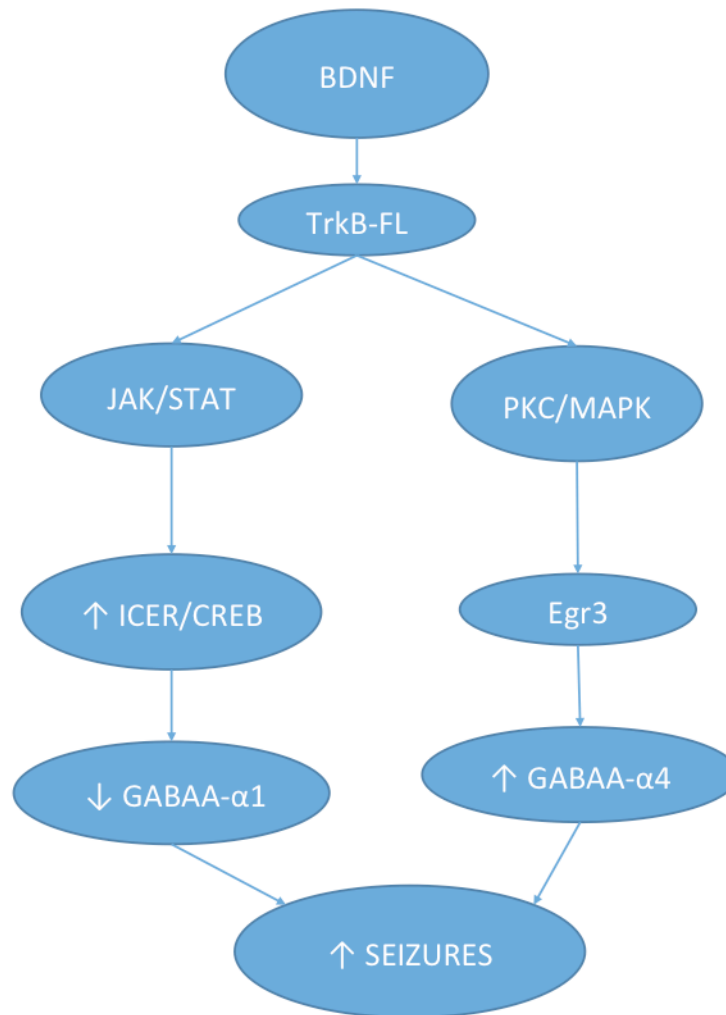 BDNF
TrkB-FL
JAK/STAT
PKC/MAPK
↑ ICER/CREB
Egr3
↓ GABAA-α1
↑ GABAA-α4
↑ SEIZURES